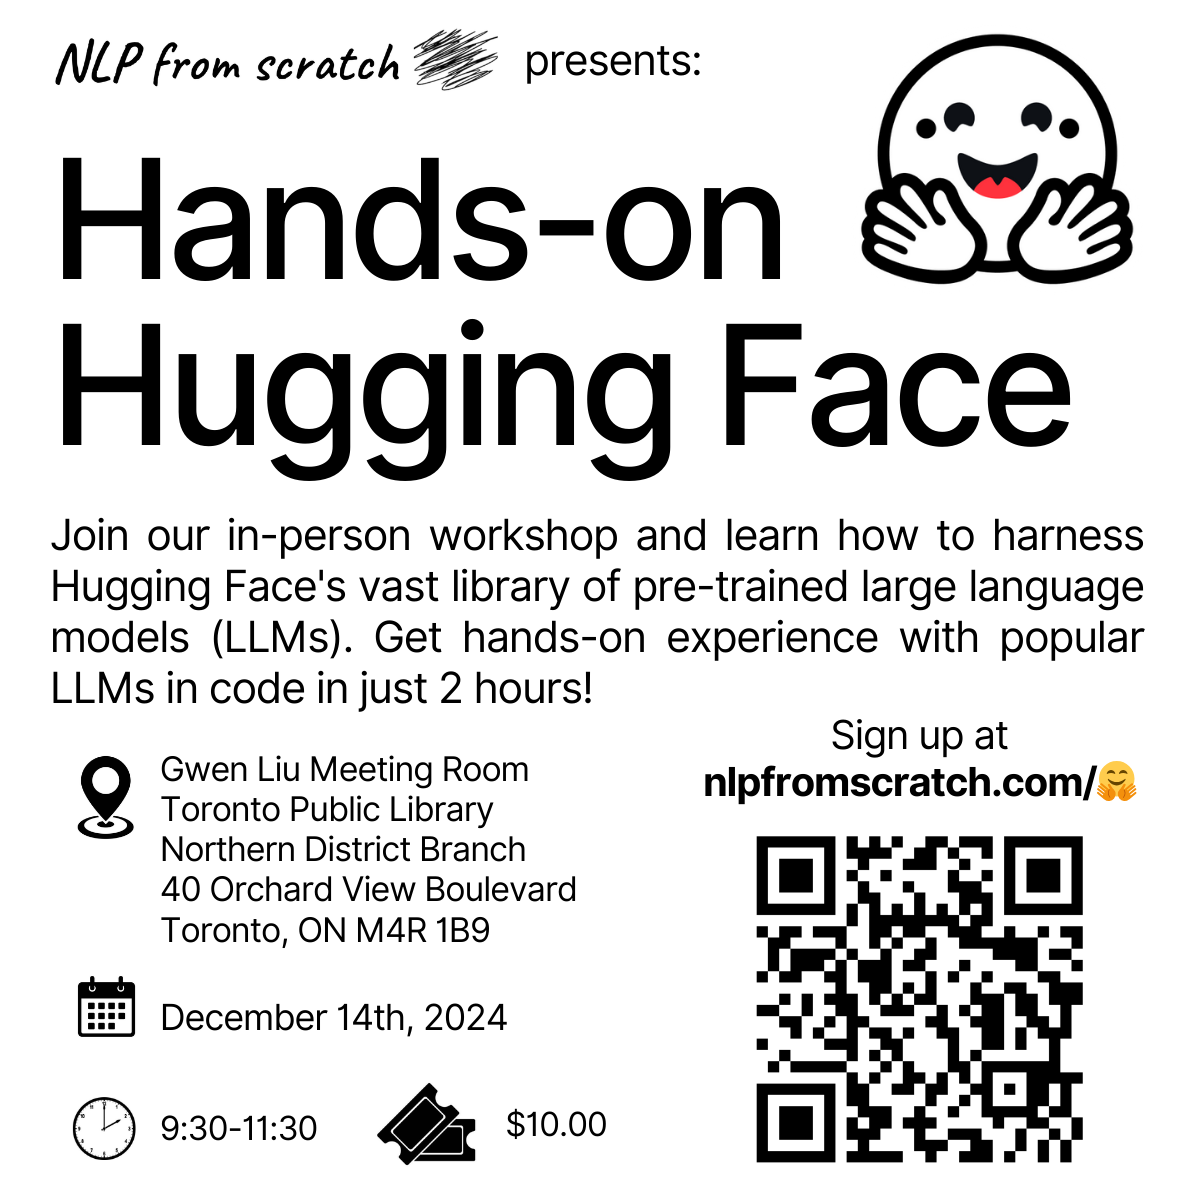 NLP from scratch presents:
Hands-on
Hugging Face
Join our in-person workshop and learn how to harness
Hugging Face's vast library of pre-trained large language
models (LLMs). Get hands-on experience with popular
LLMs in code in just 2 hours!
Sign up at
nlpfromscratch.com/🤗
Gwen Liu Meeting Room
Toronto Public Library
Northern District Branch
40 Orchard View Boulevard
Toronto, ON M4R 1B9
December 14th, 2024
9:30-11:30
$10.00